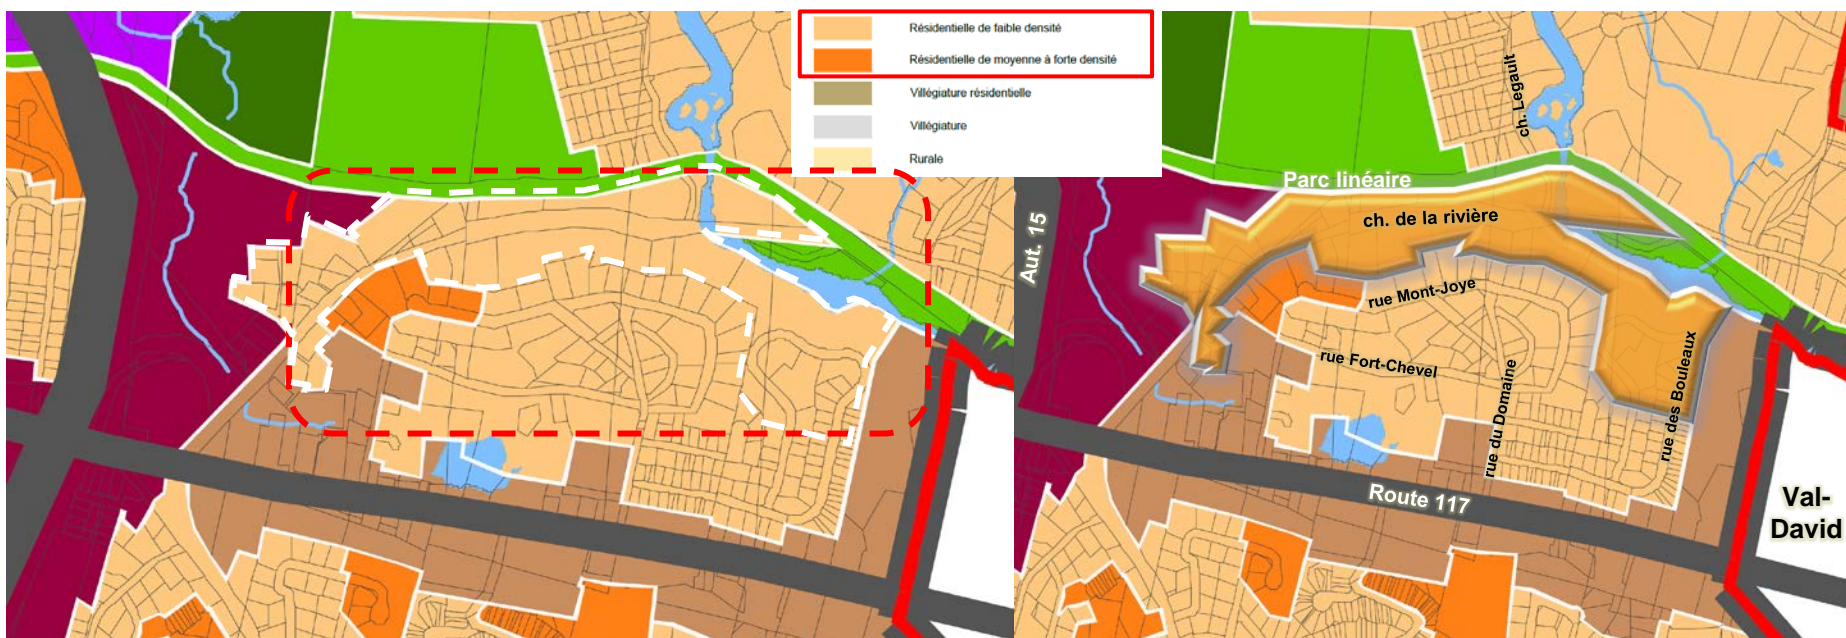 Résidentielle de faible densité
Résidentielle de moyenne à forte densité
Villégiature résidentielle
Villégiature
Rurale
ch. Legault
Parc linéaire
ch. de la rivière
Aut. 15
rue Mont-Joye
rue Fort-Chevel
rue du Domaine
rue des Bouleaux
Route 117
Val-
David